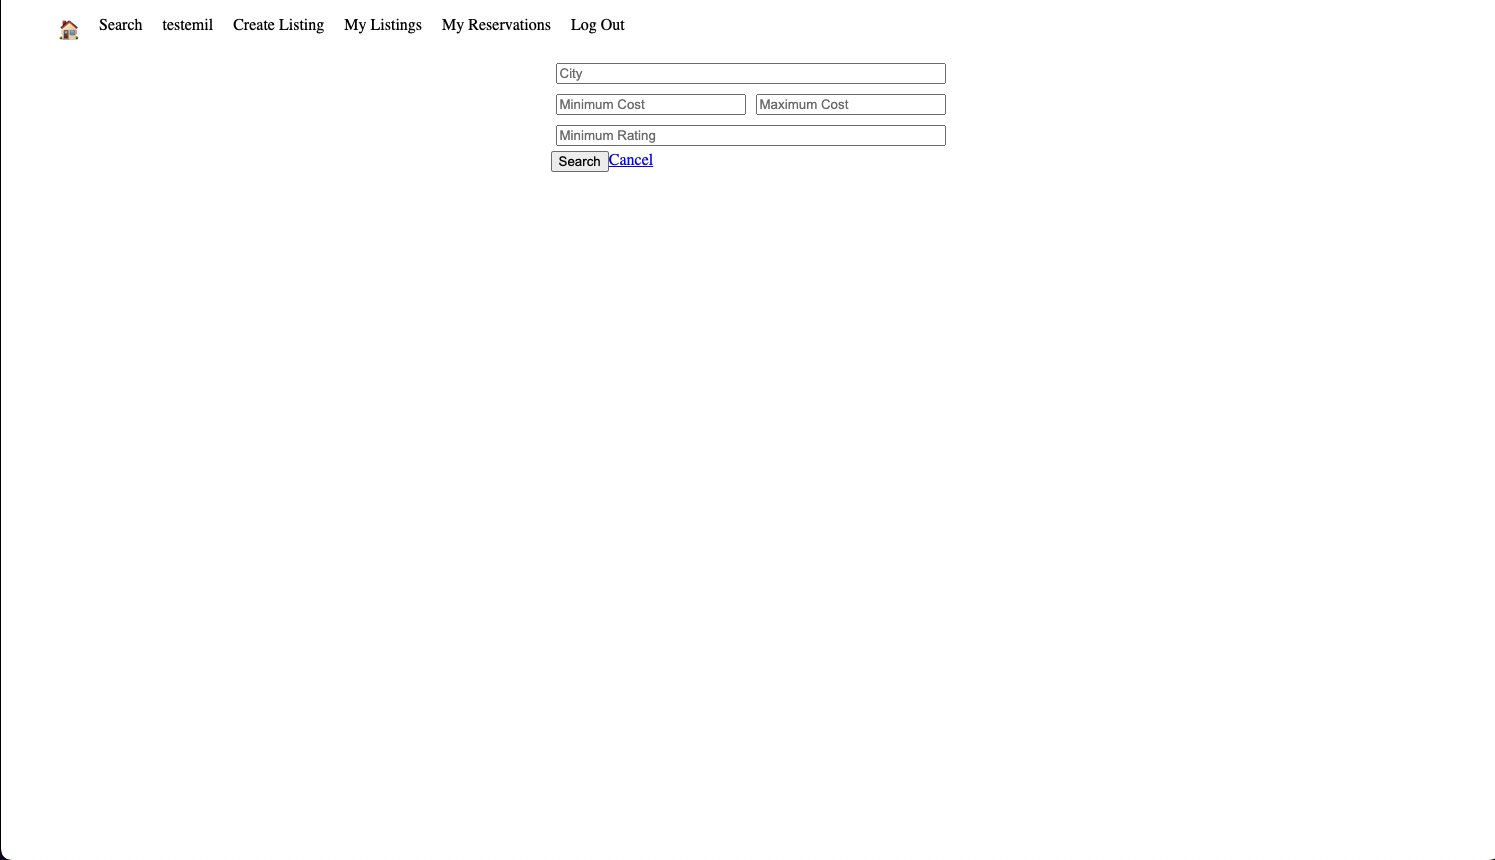 Search testemil Create Listing My Listings My Reservations Log Out
City
Minimum Cost Maximum Cost
Minimum Rating
Search Cancel